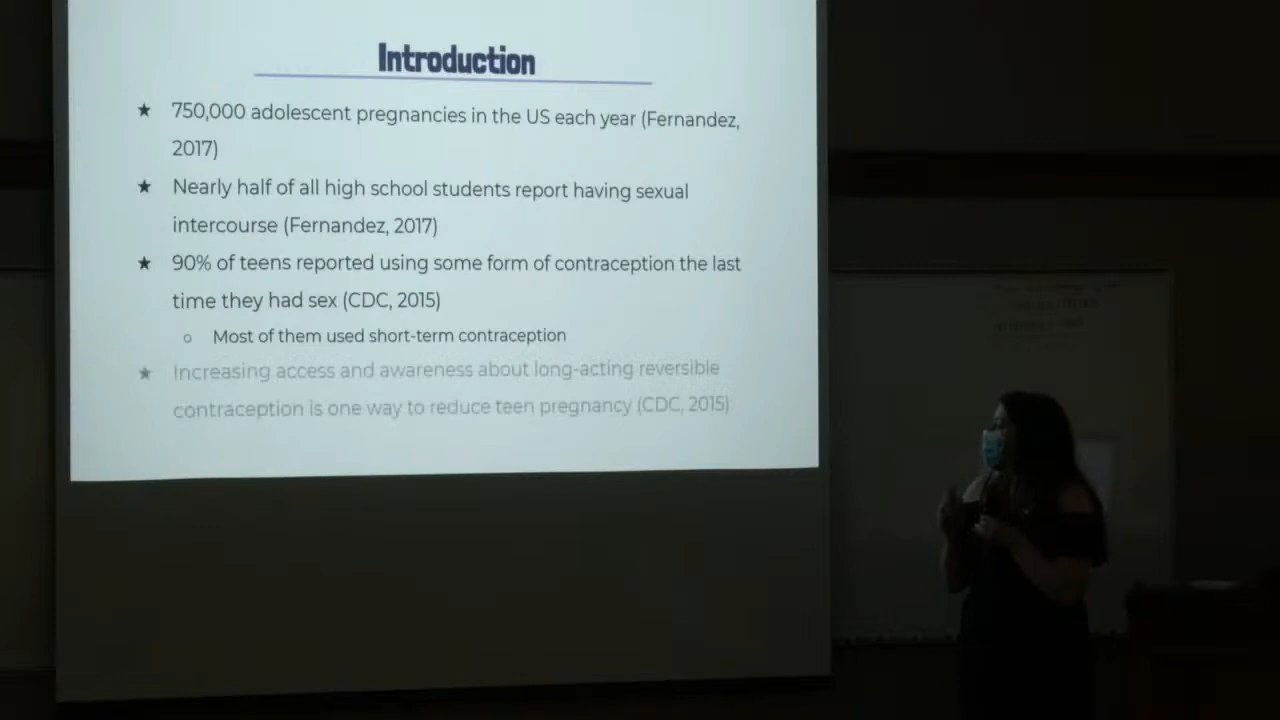 Introduction
★ 750,000 adolescent pregnancies in the US each year (Fernandez,
2017)
★ Nearly half of all high school students report having sexual
intercourse (Fernandez, 2017)
★ 90% of teens reported using some form of contraception the last
time they had sex (CDC, 2015)
○ Most of them used short-term contraception
★ Increasing access and awareness about long-acting reversible
contraception is one way to reduce teen pregnancy (CDC, 2015)